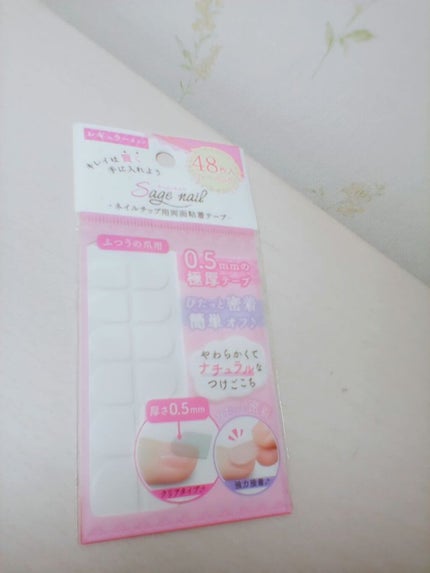 レギュラーサイズ
キレイは賢く
手に入れよう
48枚入
Sage nail
・ネイルチップ用両面粘着テープ・
ふつうの爪用
0.5mmの
極厚テープ
ぴたっと密着
簡単オフ♪
やわらかくて
ナチュラルな
つけごこち
厚さ0.5mm
クリアタイプ♪
強力接着♪